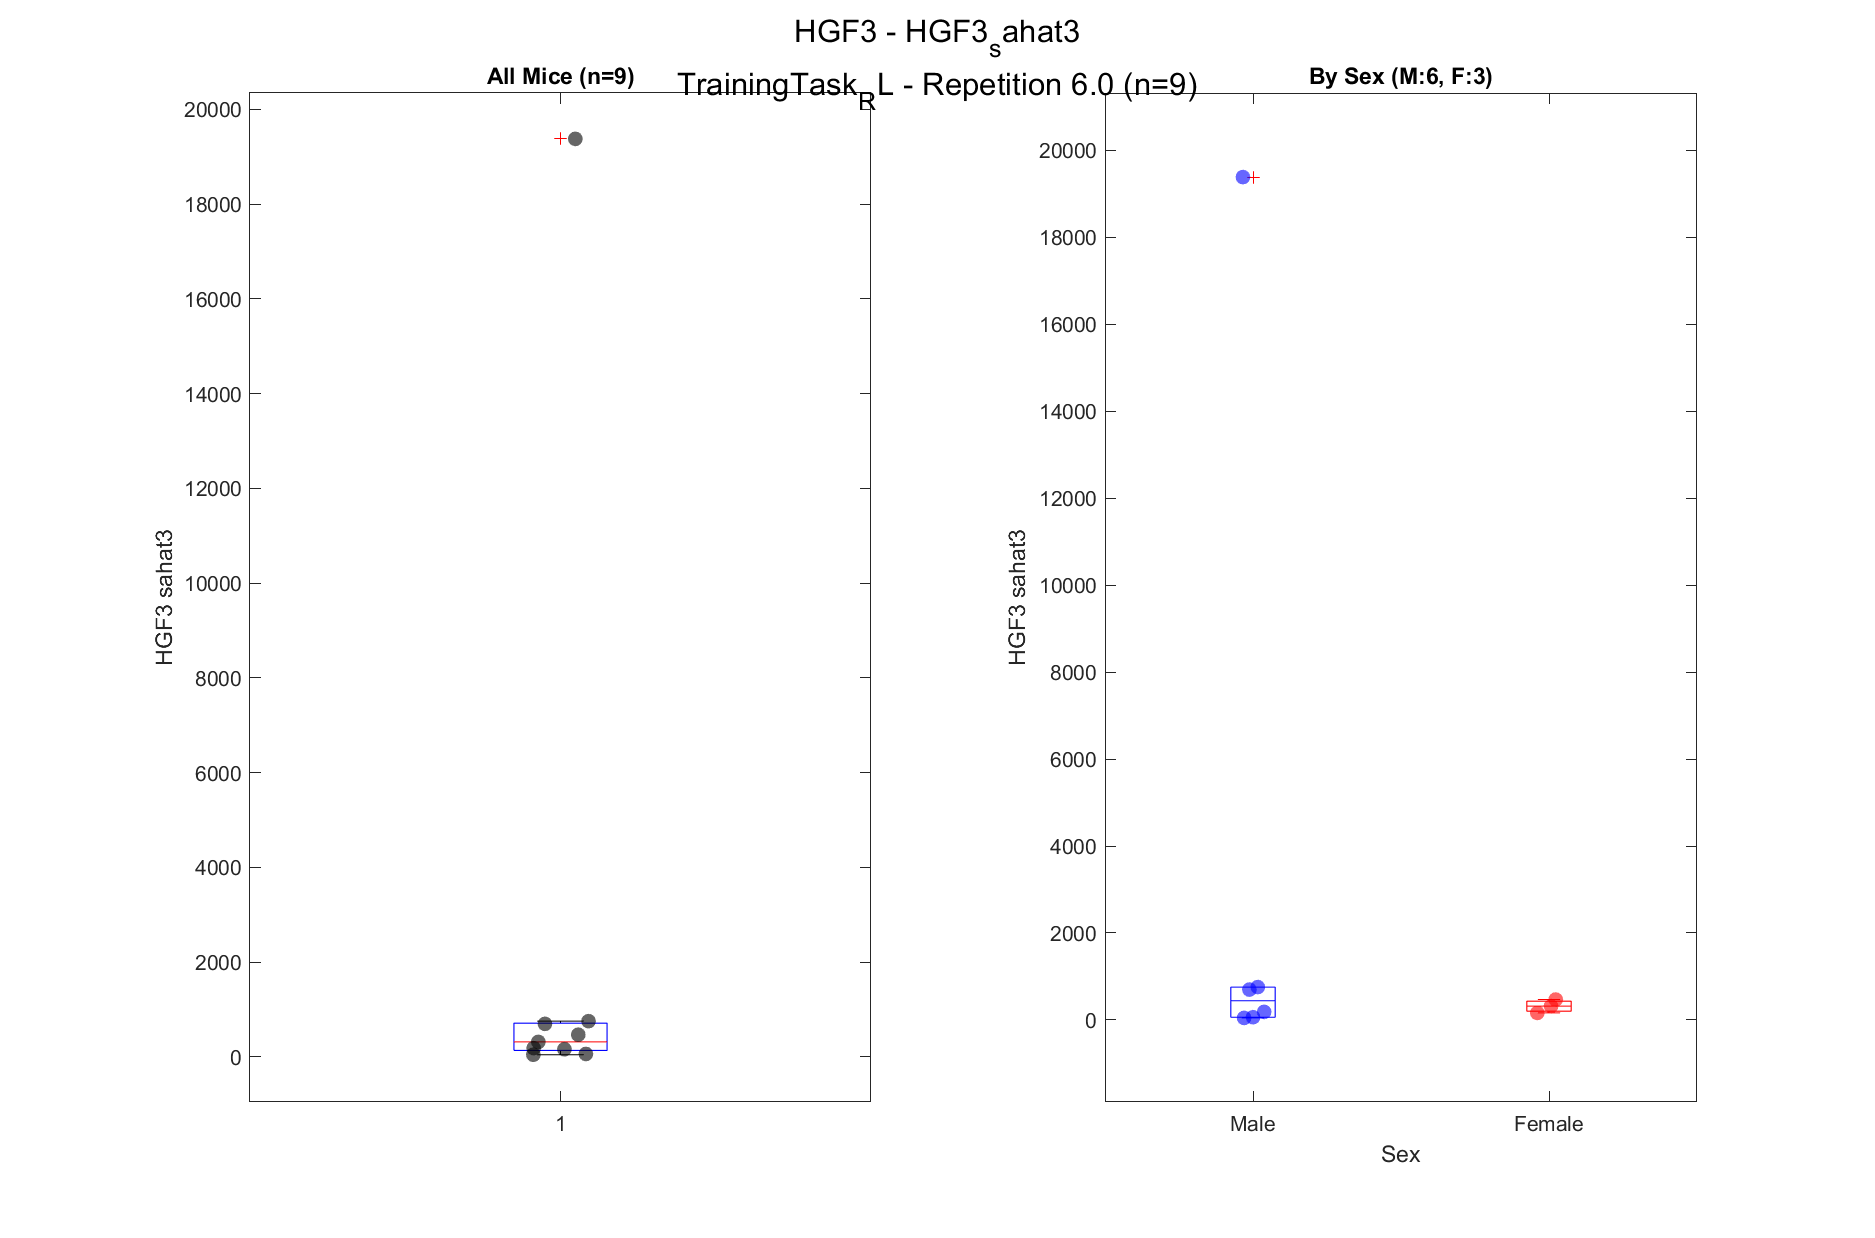 HGF3 - HGF3_sahat3
TrainingTask_RL - Repetition 6.0 (n=9)
All Mice (n=9)
20000
18000
16000
14000
12000
10000
8000
6000
4000
2000
0
HGF3 sahat3
1
By Sex (M:6, F:3)
20000
18000
16000
14000
12000
10000
8000
6000
4000
2000
0
HGF3 sahat3
Male
Female
Sex